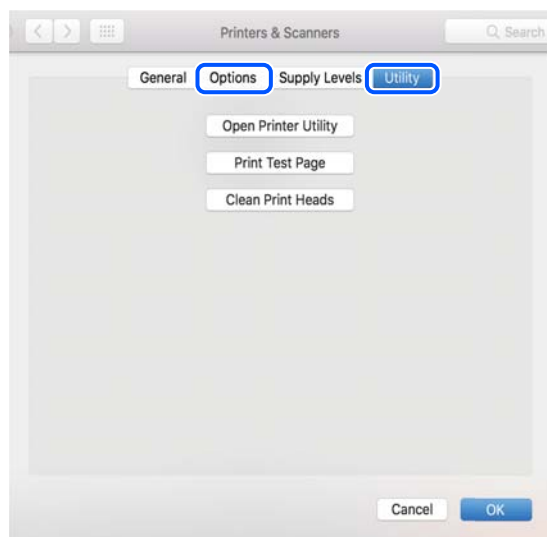 Printers & Scanners Search
General Options Supply Levels Utility
Open Printer Utility
Print Test Page
Clean Print Heads
Cancel OK